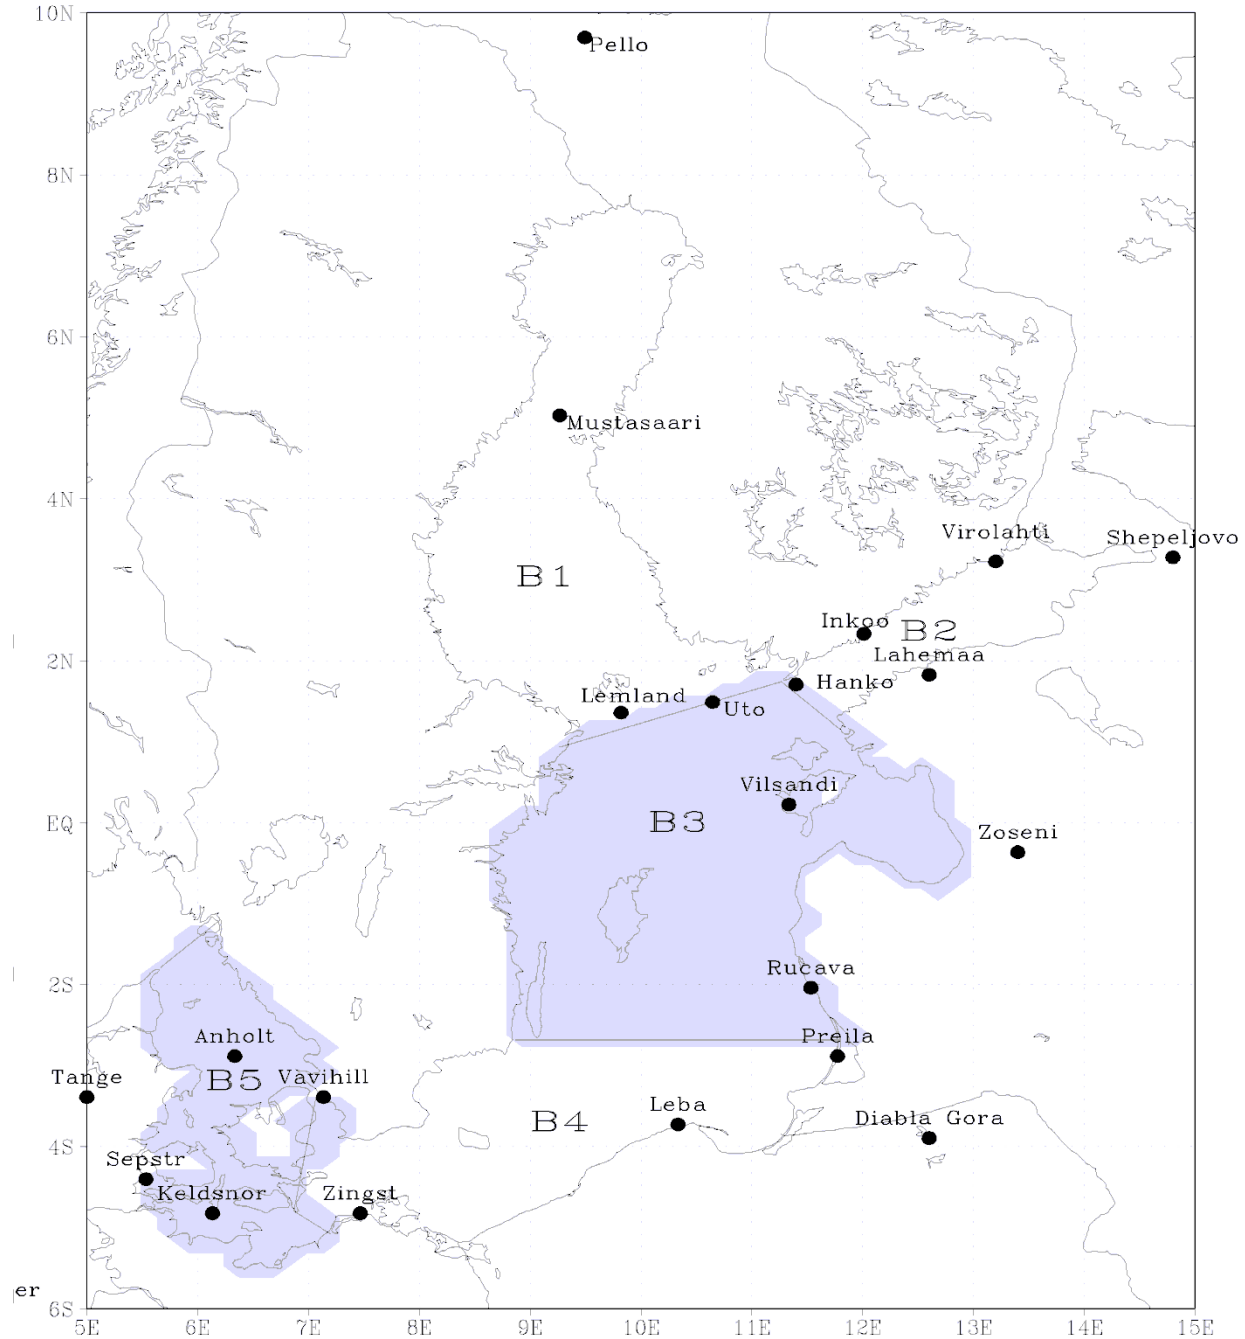 10N
Pello
8N
6N
Mustasaari
4N
Virolahti
Shepeljovo
B1
Inkoo
B2
Lahemaa
2N
Lemland
Hanko
Uto
Vilsandi
EQ
B3
Zoseni
Rucava
2S
Anholt
Preila
Tange
B5
Vavihill
Leba
B4
Diabla Gora
4S
Sepstr
Keldsnor
Zingst
er
6S
5E 6E 7E 8E 9E 10E 11E 12E 13E 14E 15E